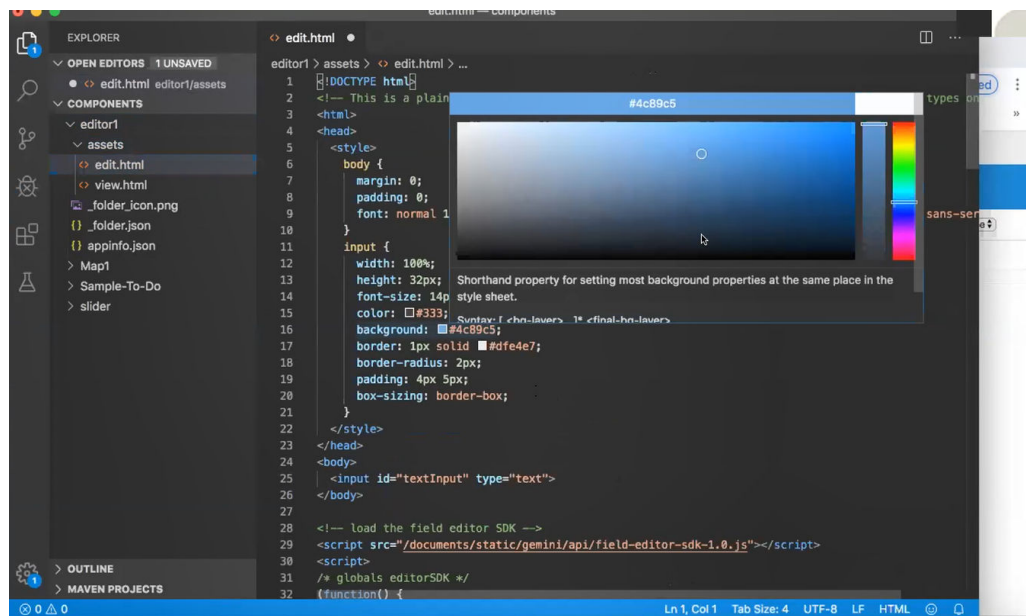 edit.html — components
EXPLORER
OPEN EDITORS 1 UNSAVED
edit.html editor1/assets
COMPONENTS
editor1
assets
edit.html
view.html
_folder_icon.png
{} _folder.json
{} appinfo.json
Map1
Sample-To-Do
slider
OUTLINE
MAVEN PROJECTS
1
1
edit.html
editor1 > assets > edit.html > ...
1 <!DOCTYPE html>
2 <!-- This is a plain types on
3 <html>
4 <head>
5 <style>
6 body {
7 margin: 0;
8 padding: 0;
9 font: normal 1 sans-ser
10 }
11 input {
12 width: 100%;
13 height: 32px;
14 font-size: 14p
15 color: #333;
16 background: #4c89c5;
17 border: 1px solid #dfe4e7;
18 border-radius: 2px;
19 padding: 4px 5px;
20 box-sizing: border-box;
21 }
22 </style>
23 </head>
24 <body>
25 <input id="textInput" type="text">
26 </body>
27
28 <!-- load the field editor SDK -->
29 <script src="/documents/static/gemini/api/field-editor-sdk-1.0.js"></script>
30 <script>
31 /* globals editorSDK */
32 (function() {
#4c89c5
Shorthand property for setting most background properties at the same place in the
style sheet.
Syntax: [ <bg-layer> , ]* <final-bg-layer>
ed
»
e
0 0 Ln 1, Col 1 Tab Size: 4 UTF-8 LF HTML